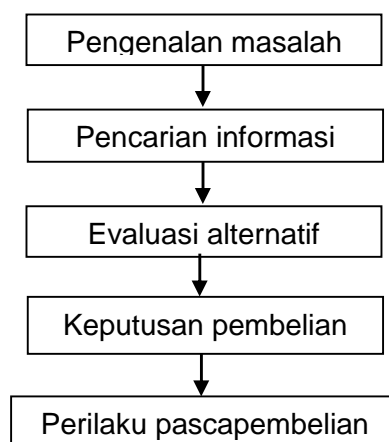 Pengenalan masalah
Pencarian informasi
Evaluasi alternatif
Keputusan pembelian
Perilaku pascapembelian